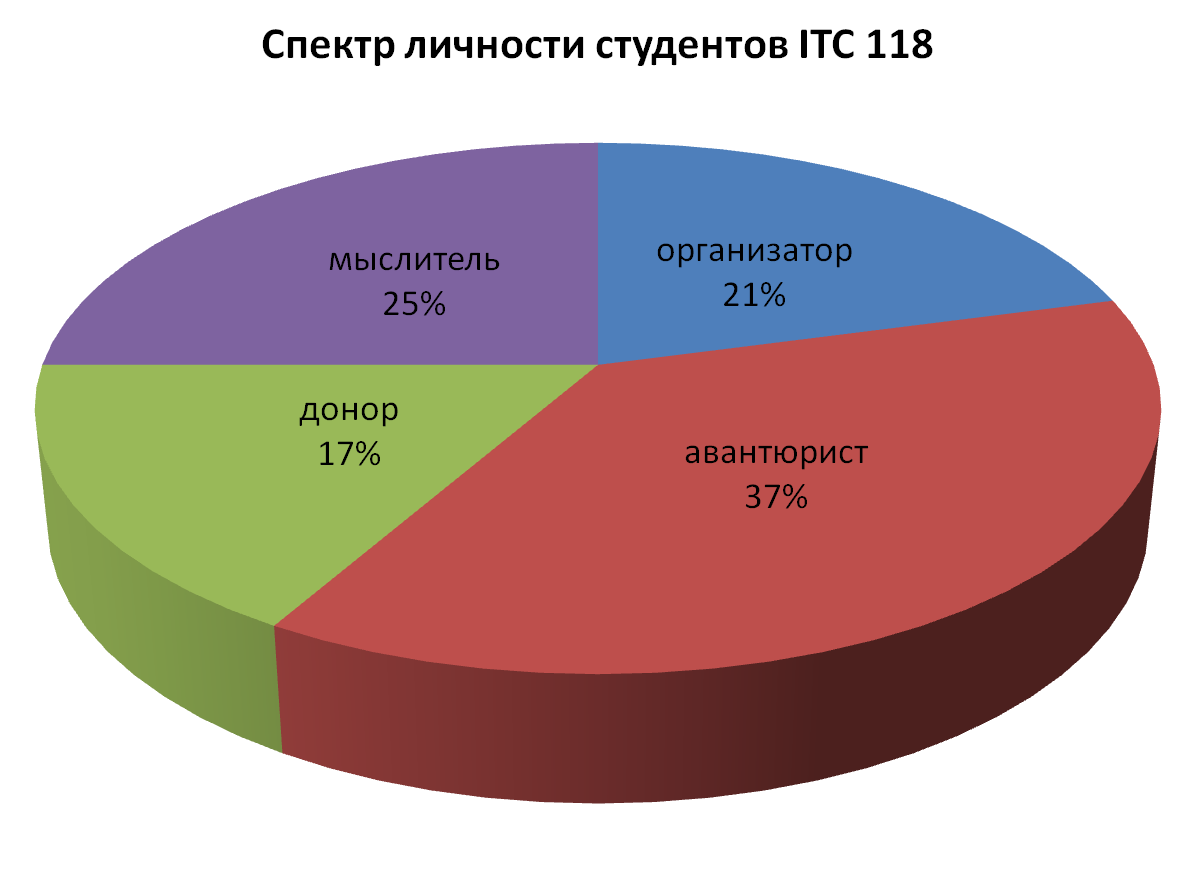 Спектр личности студентов ITC 118
мыслитель
25%
организатор
21%
донор
17%
авантюрист
37%